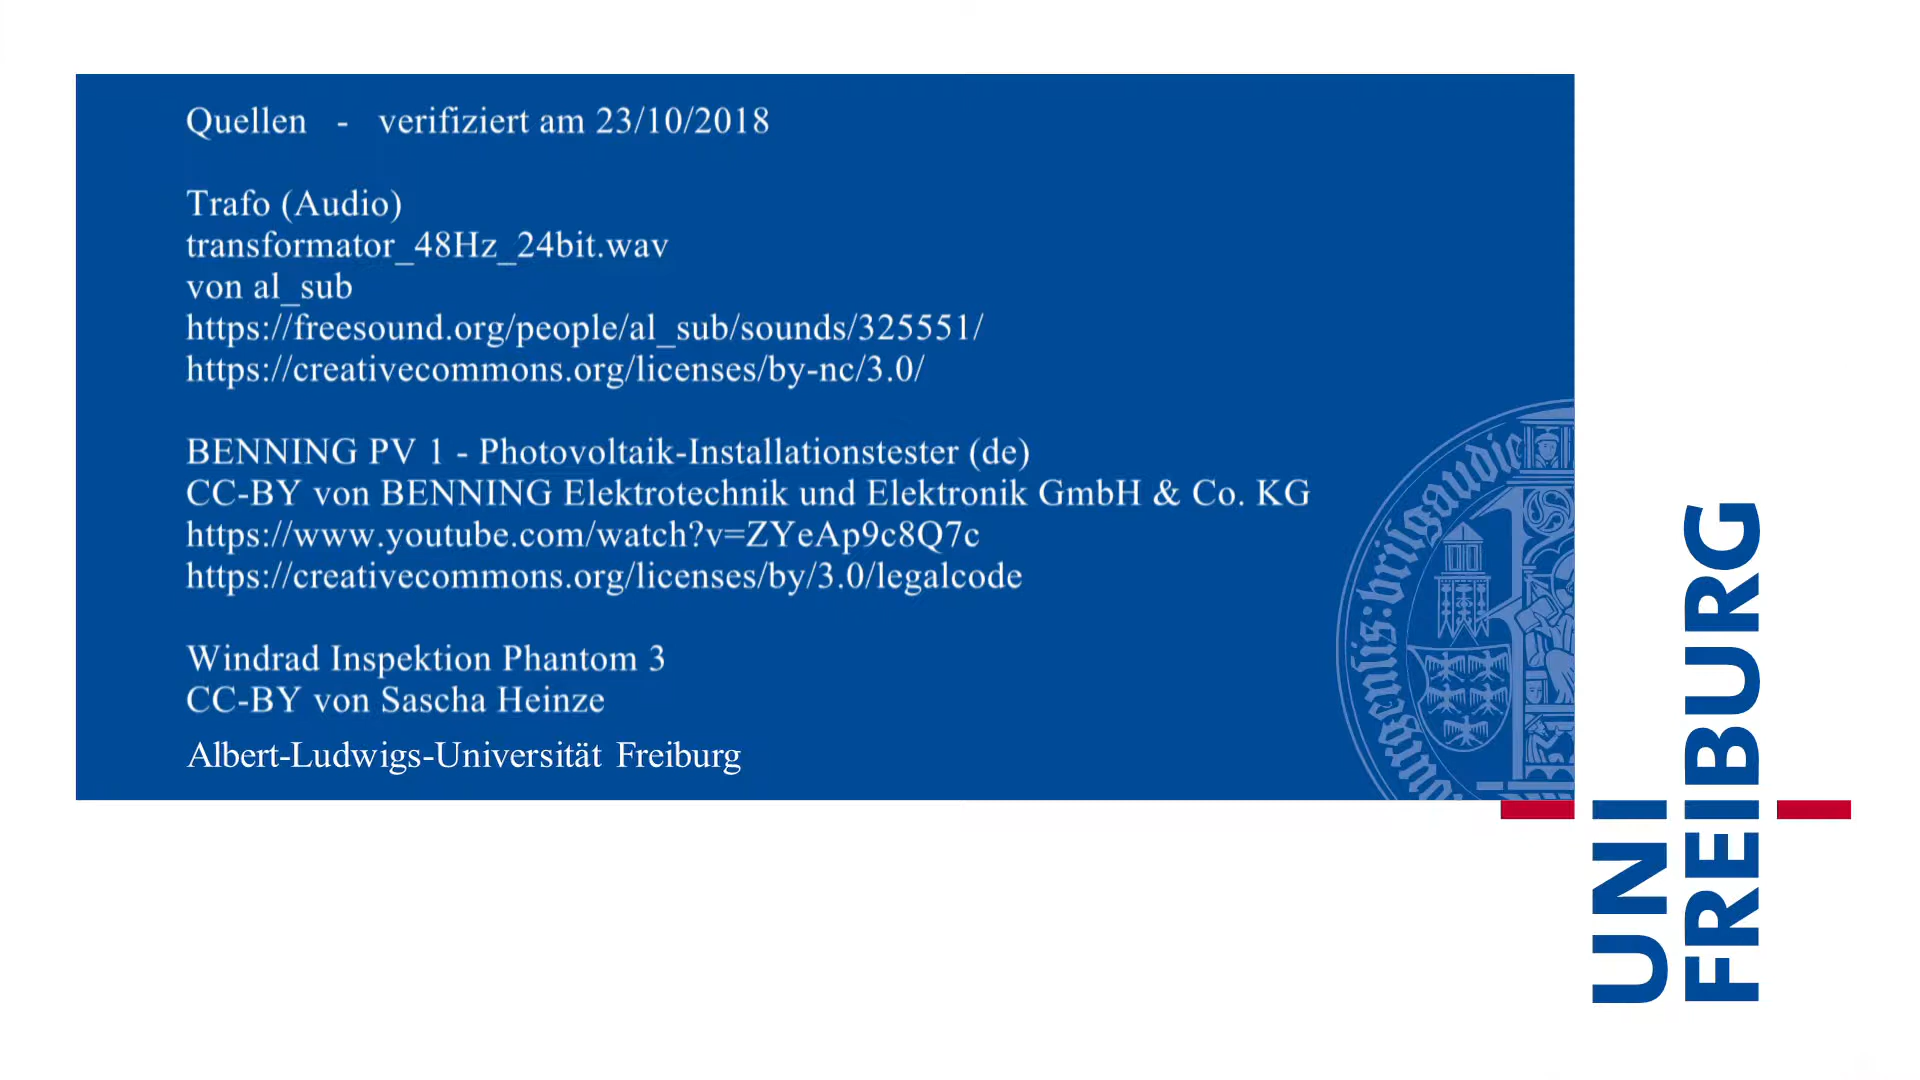 Quellen - verifiziert am 23/10/2018
Trafo (Audio)
transformator_48Hz_24bit.wav
von al_sub
https://freesound.org/people/al_sub/sounds/325551/
https://creativecommons.org/licenses/by-nc/3.0/
BENNING PV 1 - Photovoltaik-Installationstester (de)
CC-BY von BENNING Elektrotechnik und Elektronik GmbH & Co. KG
https://www.youtube.com/watch?v=ZYeAp9c8Q7c
https://creativecommons.org/licenses/by/3.0/legalcode
Windrad Inspektion Phantom 3
CC-BY von Sascha Heinze
Albert-Ludwigs-Universität Freiburg
UNI
FREIBURG